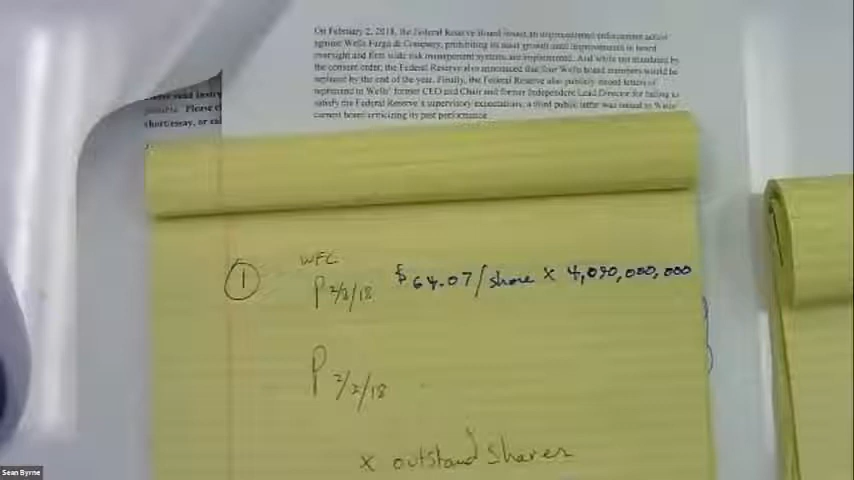 On February 2, 2018, the Federal Reserve Board issued an unprecedented enforcement action
against Wells Fargo & Company, prohibiting its asset growth until improvements in board
oversight and firm wide risk management systems are implemented. And while not mandated by
the consent order, the Federal Reserve also announced that four Wells board members would be
replaced by the end of the year. Finally, the Federal Reserve also publicly issued letters of
reprimand to Wells' former CEO and Chair and former Independent Lead Director for failing to
satisfy the Federal Reserve's supervisory expectations, a third public letter was issued to Wells'
current board criticizing its past performance.
Please read instru
possible. Please
short/essay, or
1 WFC
P 2/2/18 $64.07/share x 4,090,000,000
P 2/2/18
x outstand shares
Sean Byrne